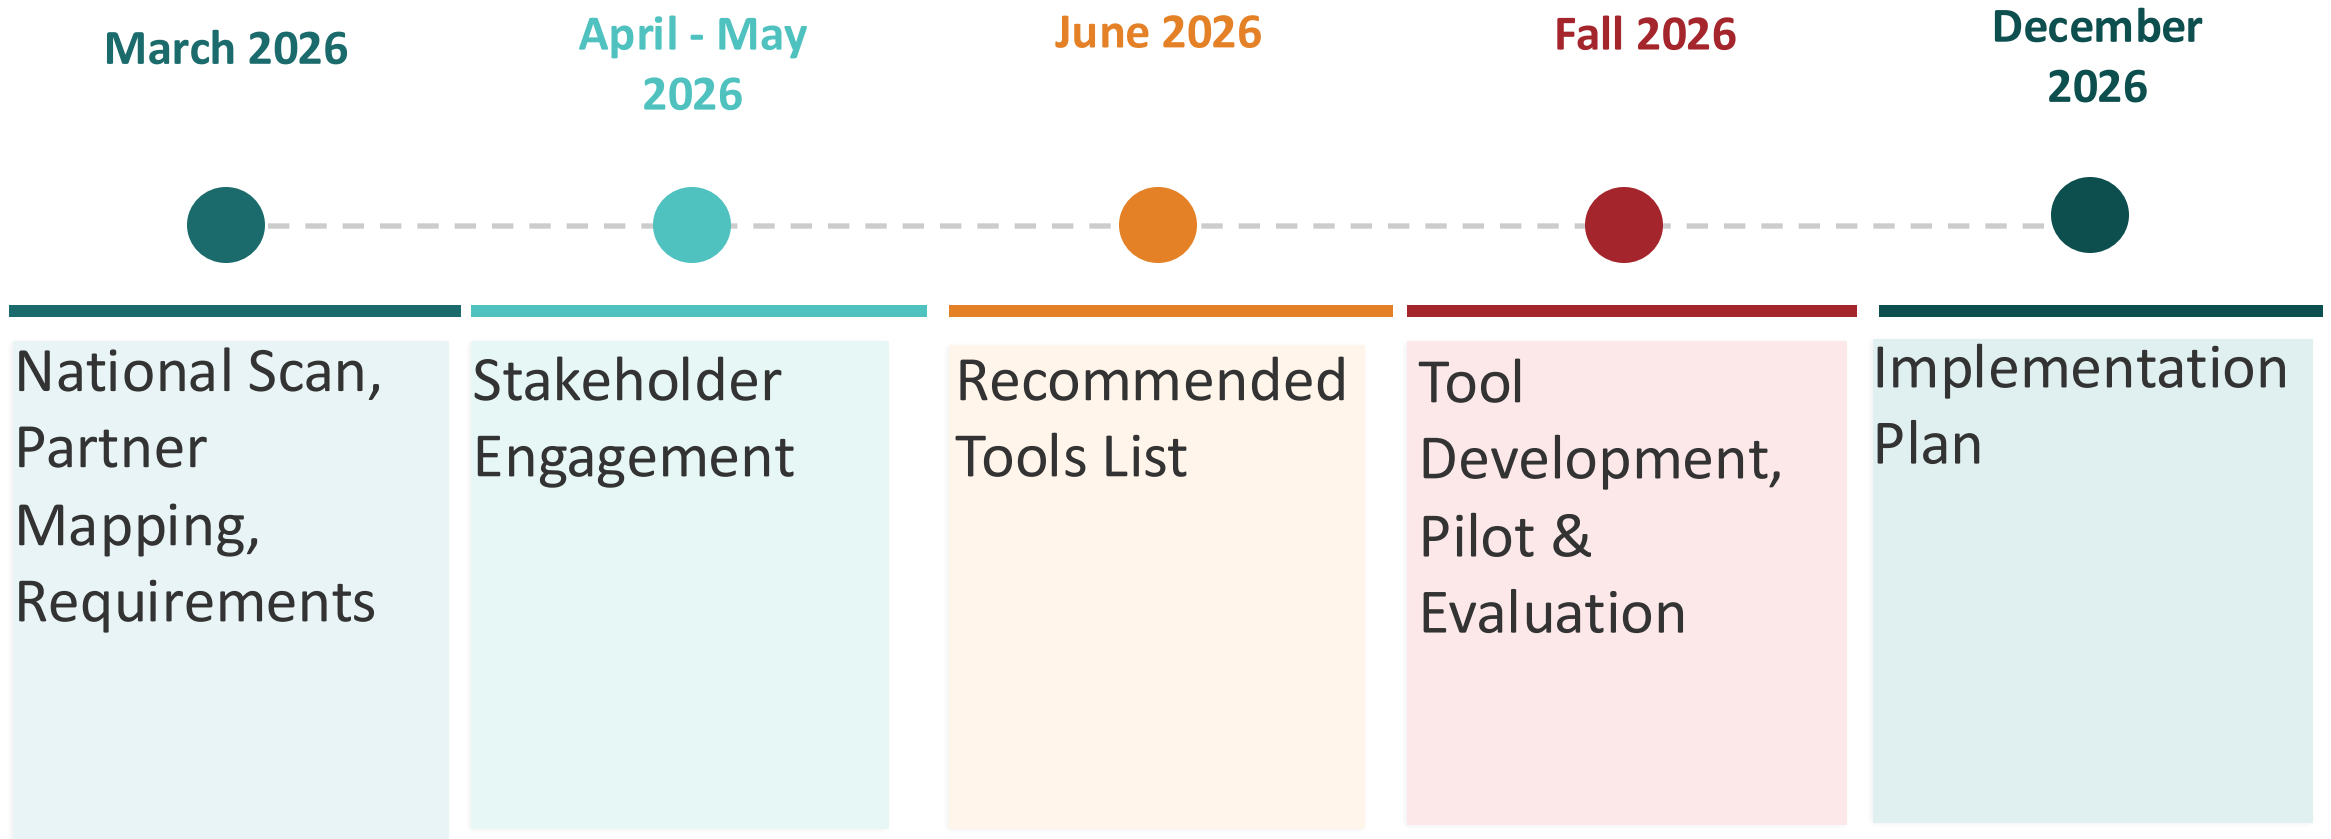 March 2026
April - May
2026
June 2026
Fall 2026
December
2026
National Scan,
Partner
Mapping,
Requirements
Stakeholder
Engagement
Recommended
Tools List
Tool
Development,
Pilot &
Evaluation
Implementation
Plan